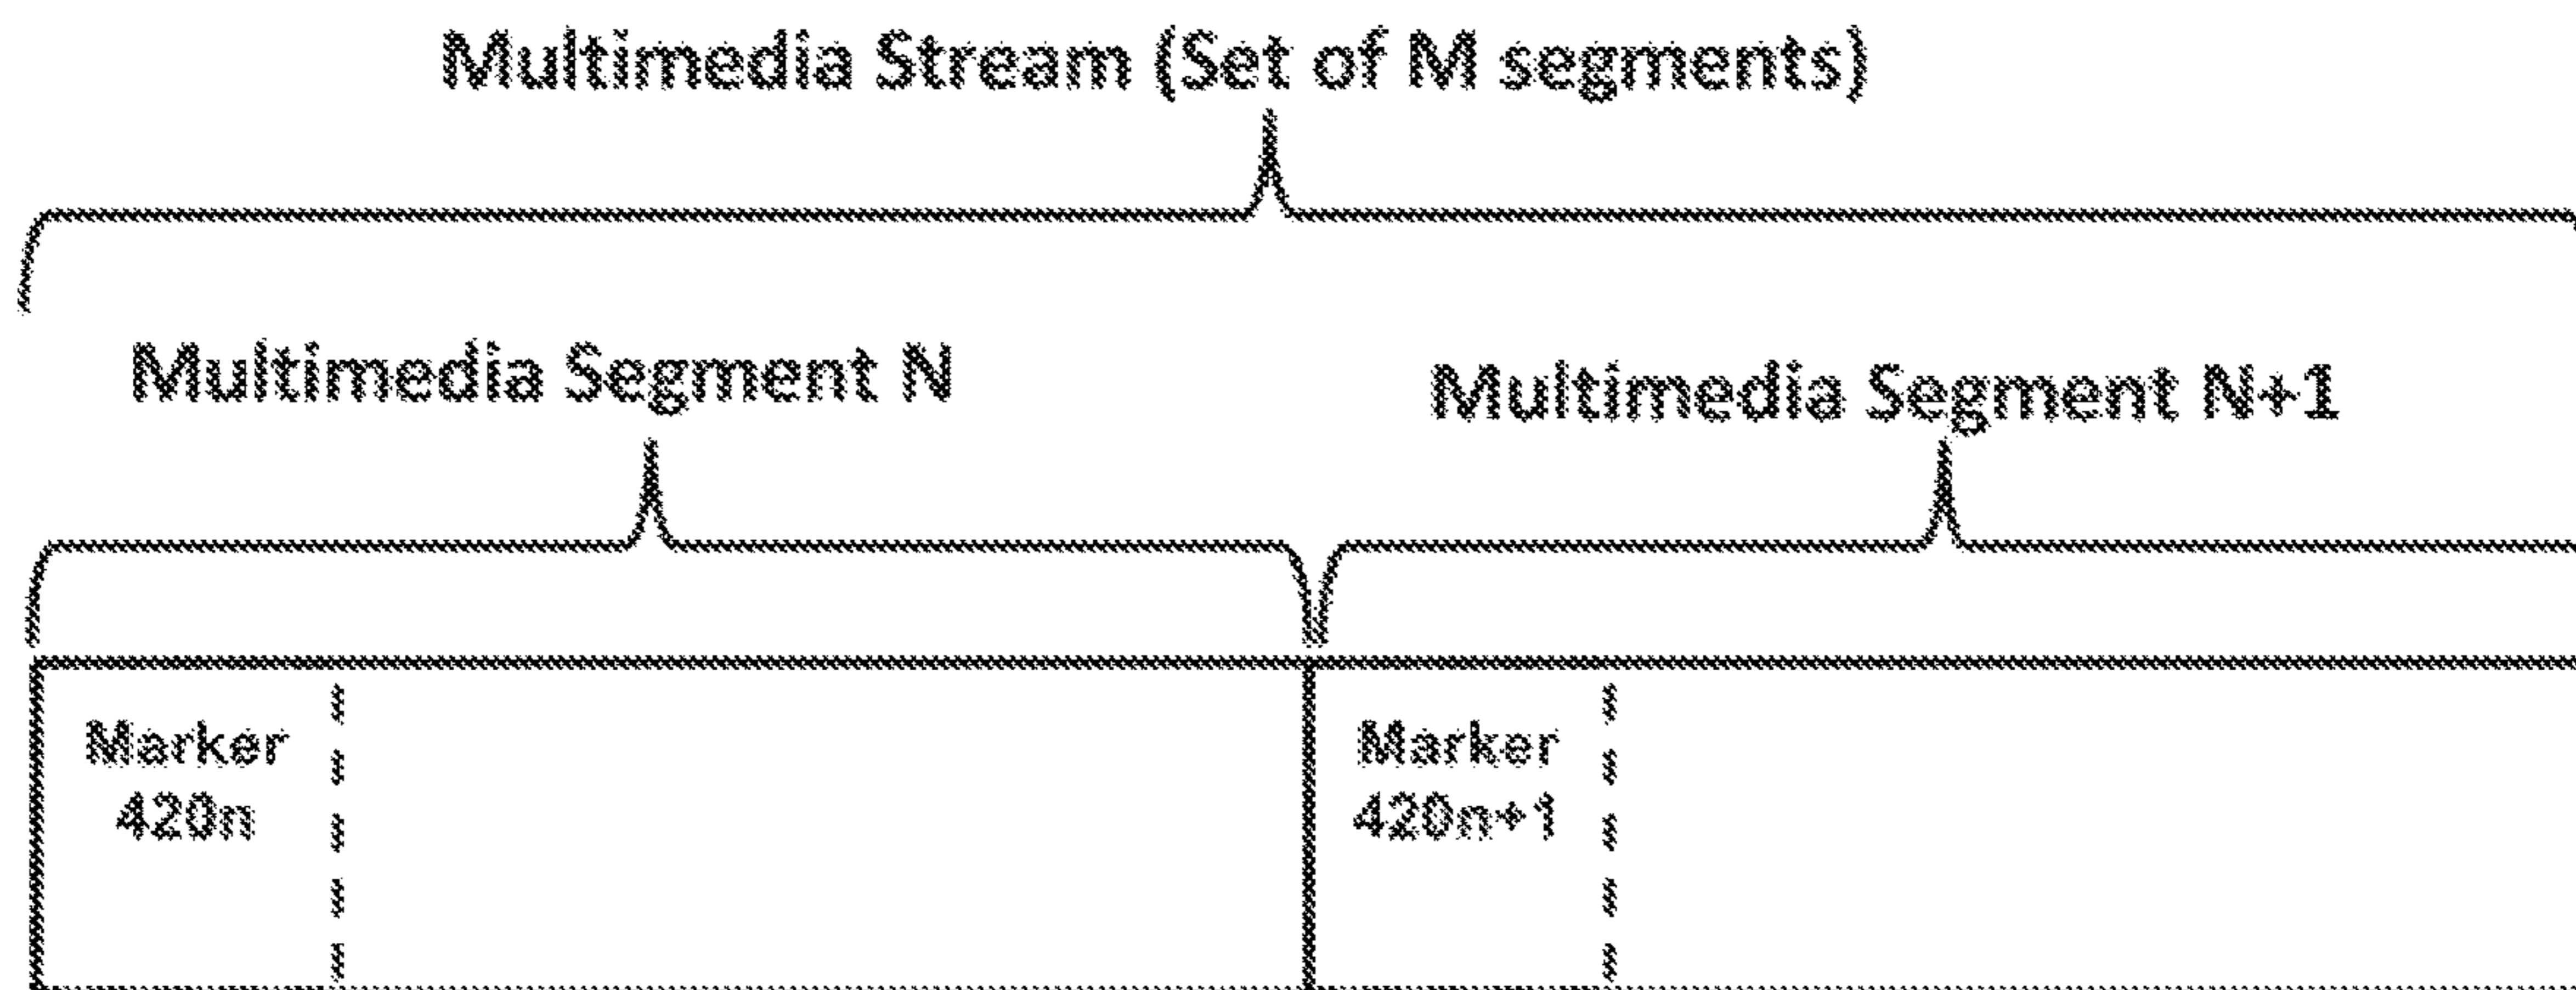 Multimedia Stream (Set of M segments)
Multimedia Segment N
Multimedia Segment N+1
Marker
420n
Marker
420n+1